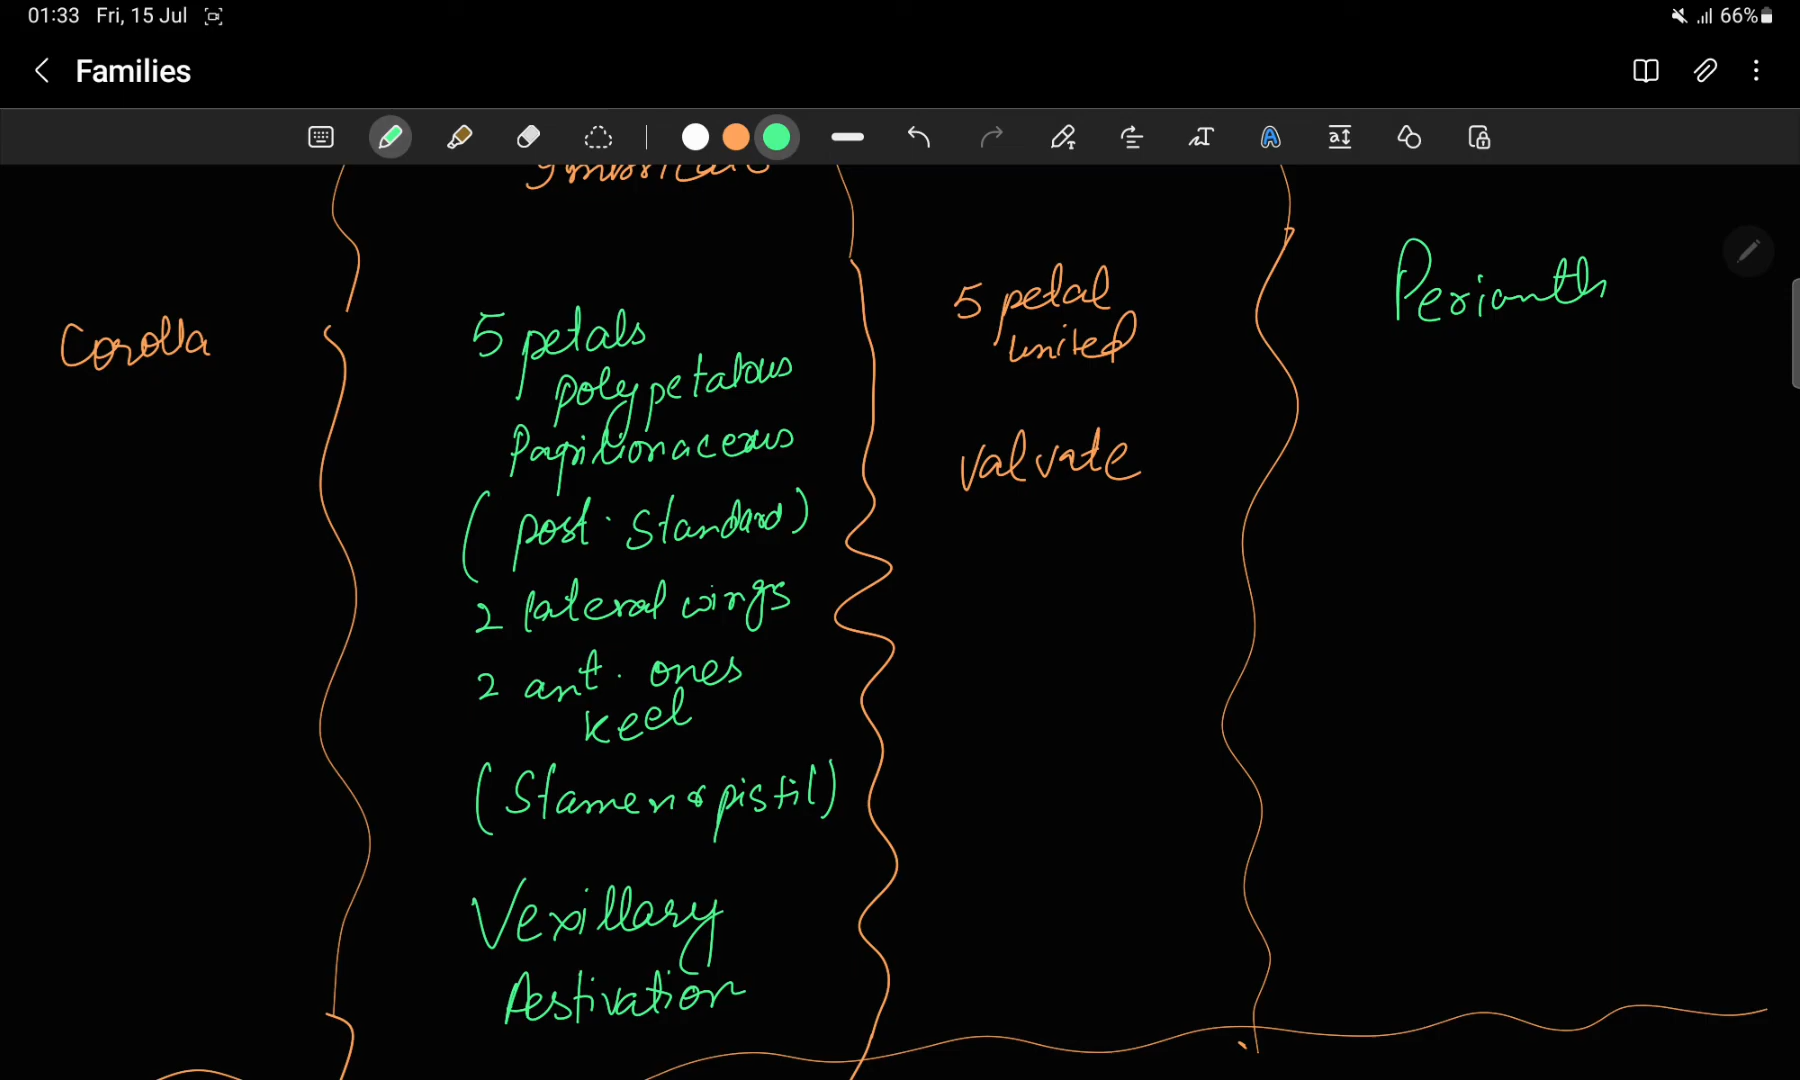 01:33 Fri, 15 Jul 66%
Families
Imbricate
Corolla
5 petals
polypetalous
Papilionaceous
(post. Standard)
2 lateral wings
2 ant. ones
keel
(Stamen & pistil)
Vexillary
Aestivation
5 petal
united
valvate
Perianth